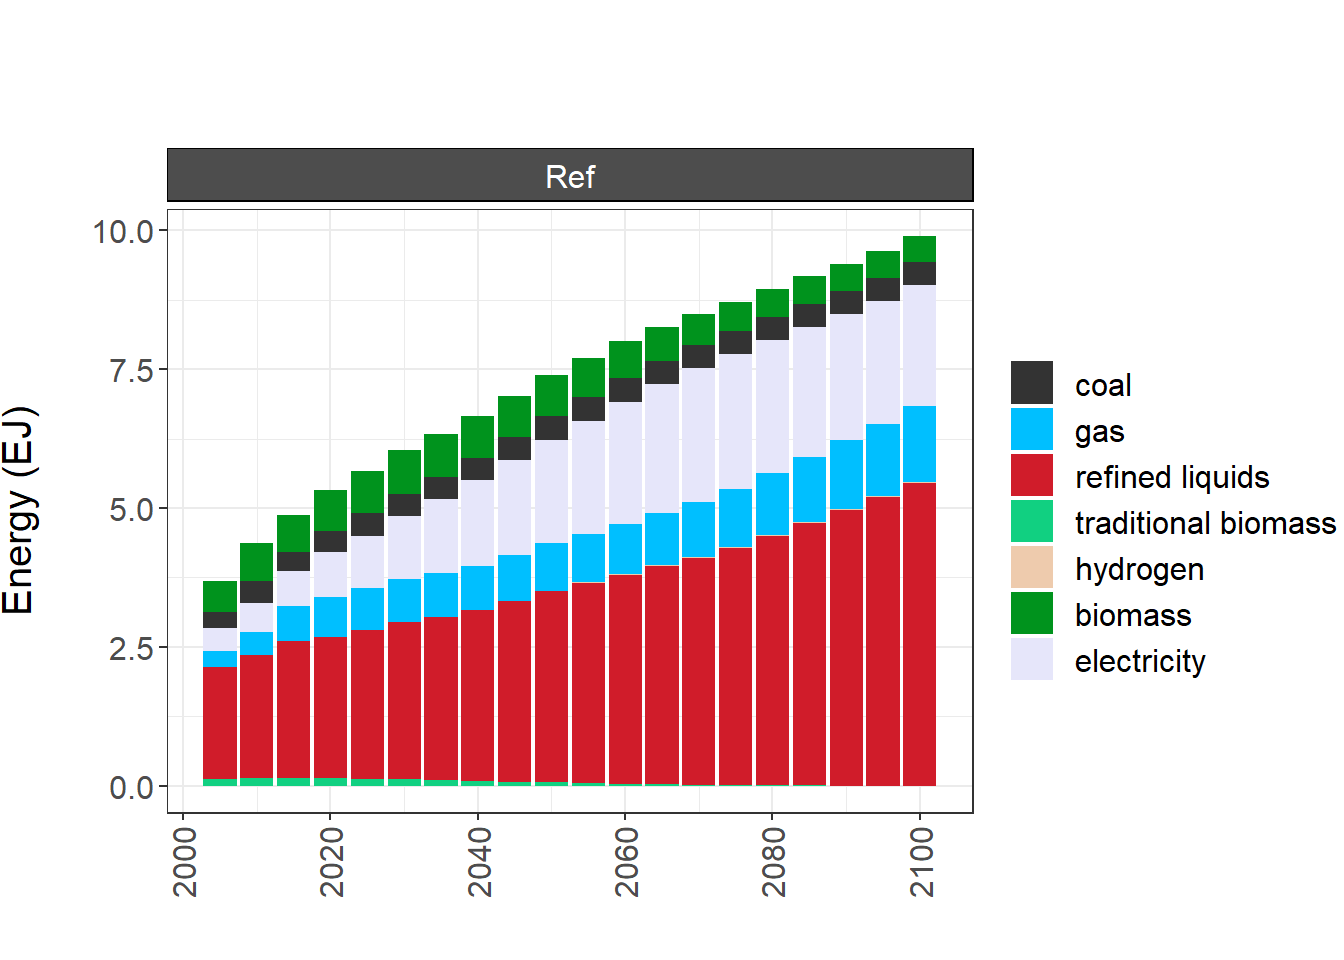 Ref
Energy (EJ)
10.0
7.5
5.0
2.5
0.0
2000
2020
2040
2060
2080
2100
coal
gas
refined liquids
traditional biomass
hydrogen
biomass
electricity